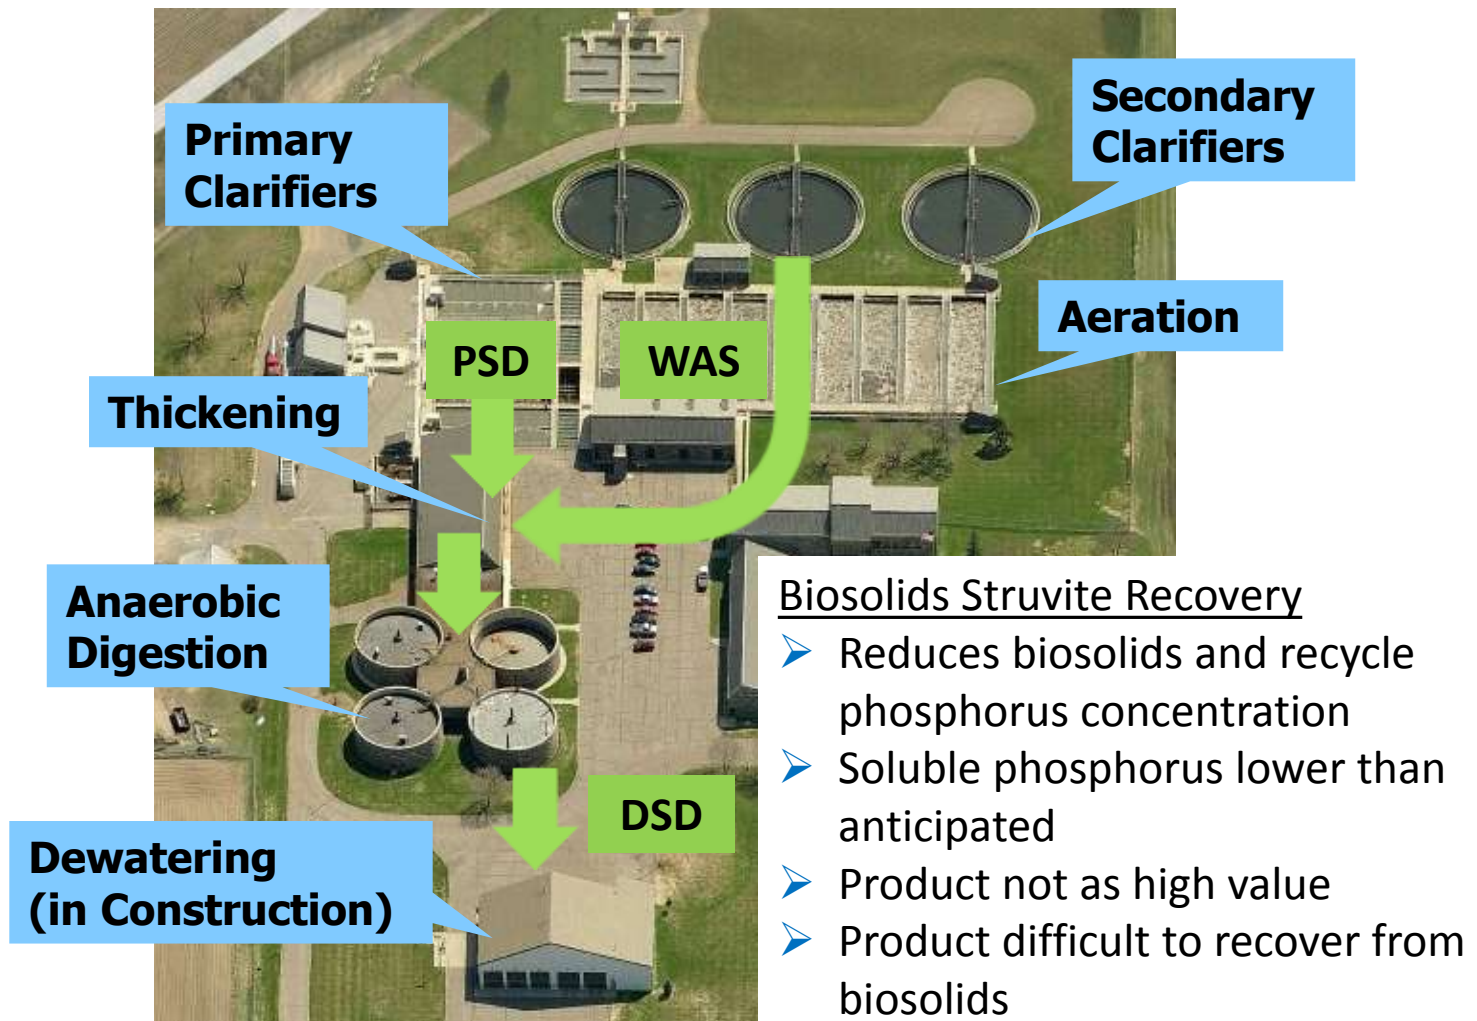 Primary
Clarifiers
Secondary
Clarifiers
Aeration
PSD
WAS
Thickening
Anaerobic
Digestion
DSD
Dewatering
(in Construction)
Biosolids Struvite Recovery
➢ Reduces biosolids and recycle
phosphorus concentration
➢ Soluble phosphorus lower than
anticipated
➢ Product not as high value
➢ Product difficult to recover from
biosolids